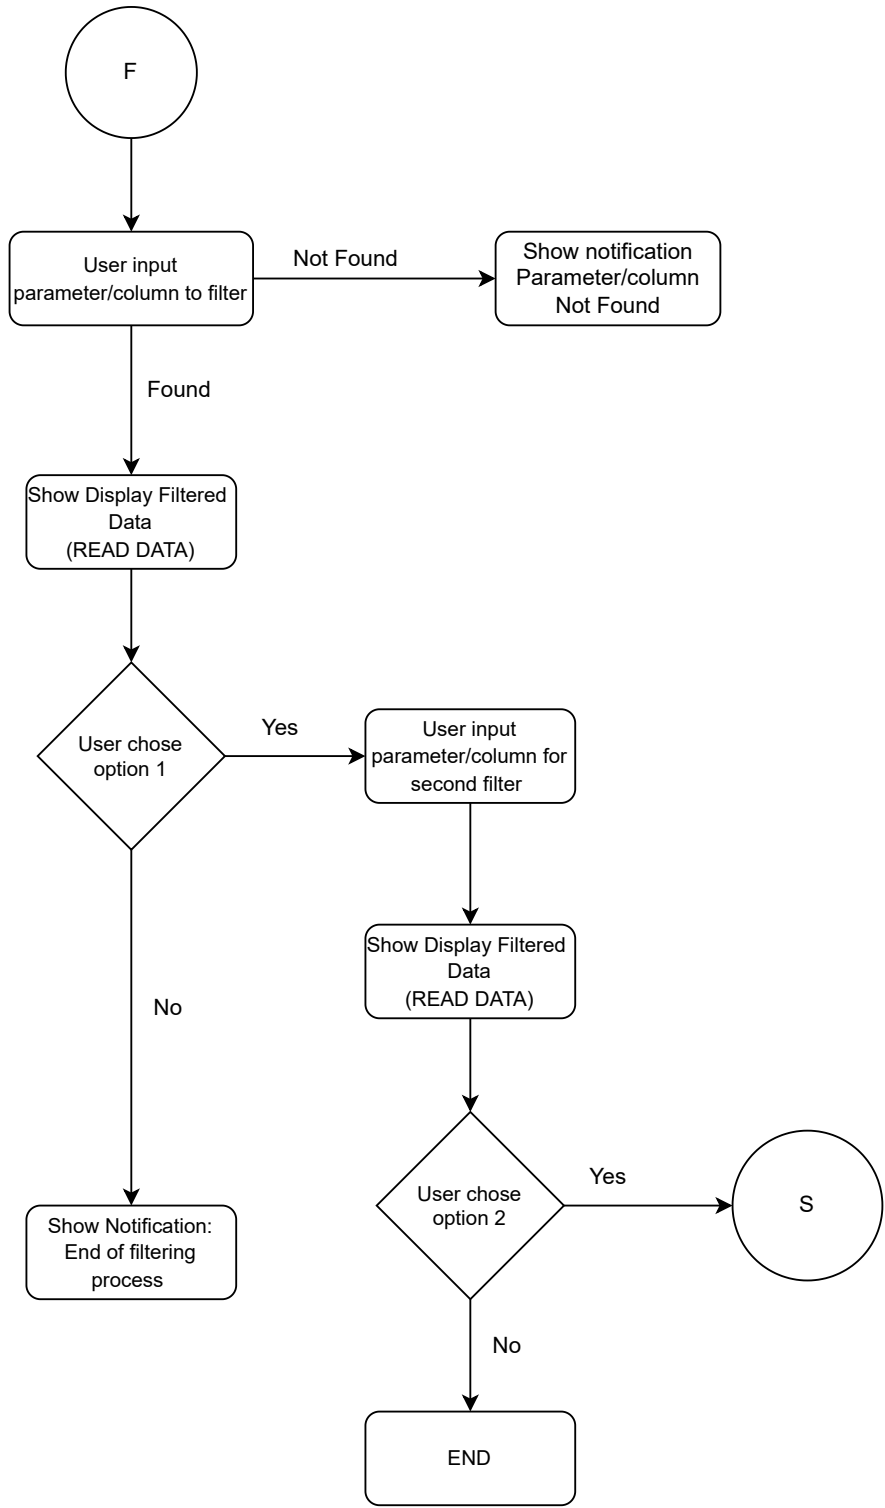 F
User input
parameter/column to filter
Not Found
Show notification
Parameter/column
Not Found
Found
Show Display Filtered
Data
(READ DATA)
User chose
option 1
Yes
User input
parameter/column for
second filter
Show Display Filtered
Data
(READ DATA)
No
User chose
option 2
Yes
S
Show Notification:
End of filtering
process
No
END